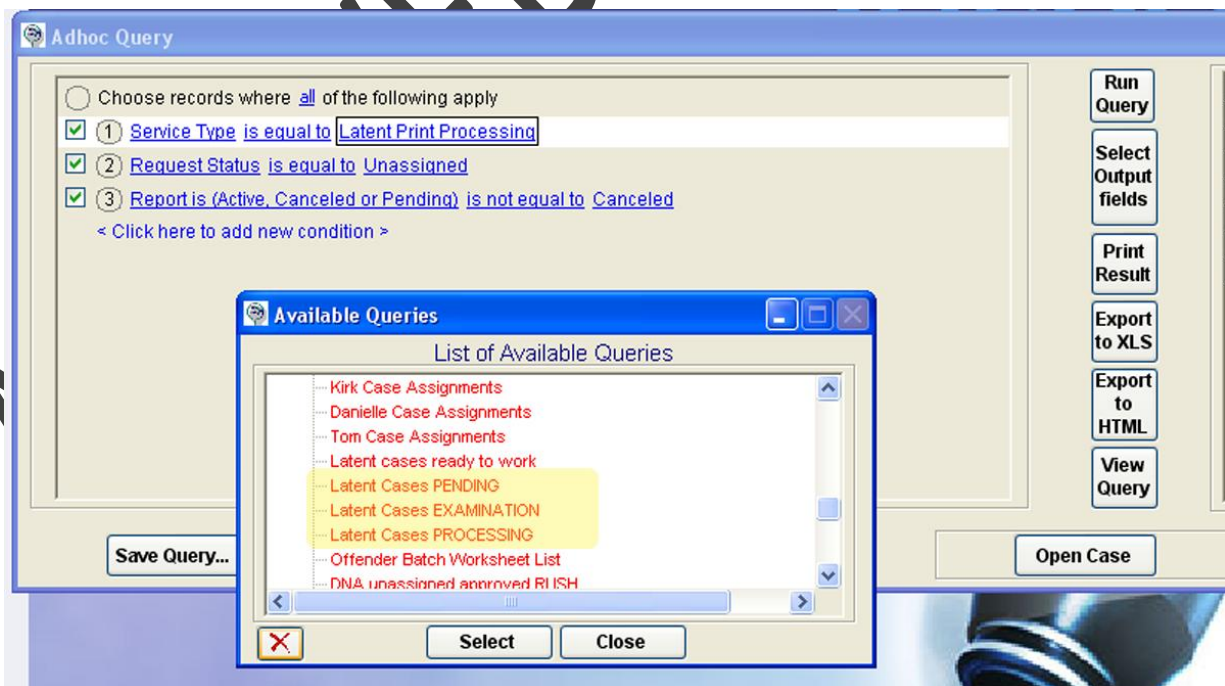 Adhoc Query
Choose records where all of the following apply
1 Service Type is equal to Latent Print Processing
2 Request Status is equal to Unassigned
3 Report is (Active, Canceled or Pending) is not equal to Canceled
< Click here to add new condition >
Run
Query
Select
Output
fields
Print
Result
Export
to XLS
Export
to
HTML
View
Query
Available Queries
List of Available Queries
Kirk Case Assignments
Danielle Case Assignments
Tom Case Assignments
Latent cases ready to work
Latent Cases PENDING
Latent Cases EXAMINATION
Latent Cases PROCESSING
Offender Batch Worksheet List
DNA unassigned approved RUSH
Select
Close
Save Query...
Open Case